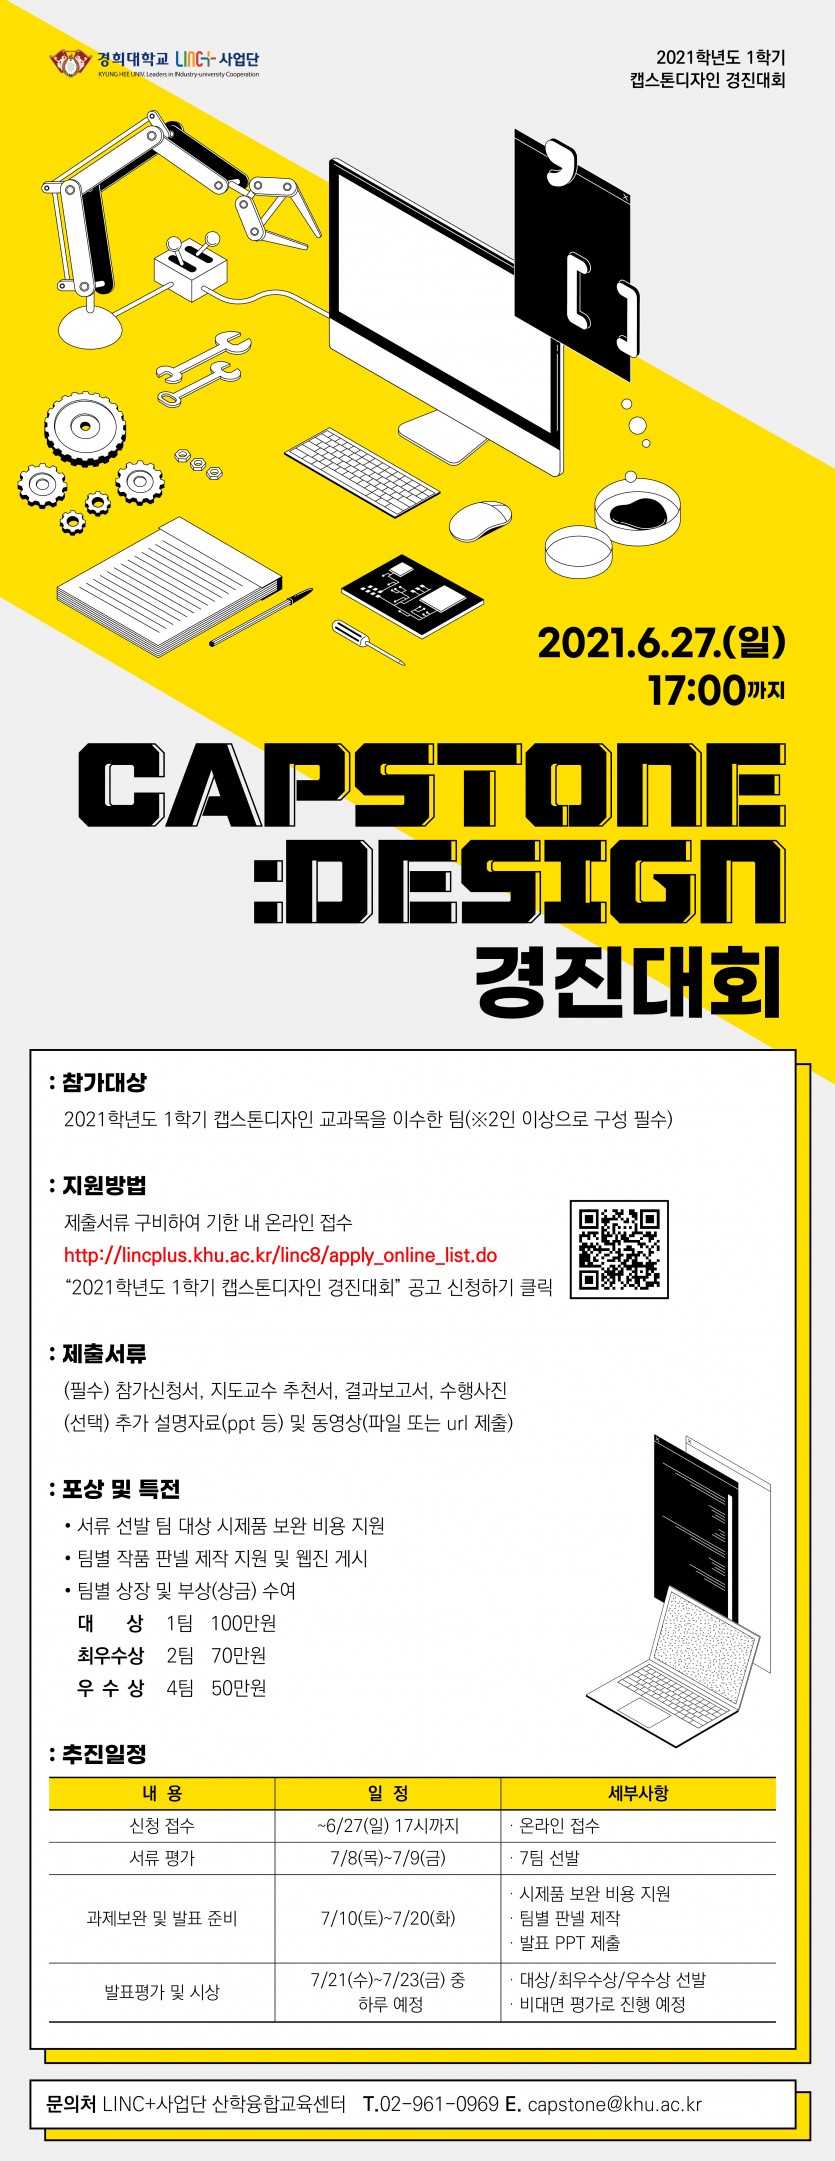 경희대학교 LINC+ 사업단
KYUNG HEE UNIV. Leaders in INdustry-university Cooperation
2021학년도 1학기
캡스톤디자인 경진대회
2021.6.27.(일)
17:00까지
CAPSTONE
:DESIGN
경진대회
: 참가대상
2021학년도 1학기 캡스톤디자인 교과목을 이수한 팀(※2인 이상으로 구성 필수)
: 지원방법
제출서류 구비하여 기한 내 온라인 접수
http://lincplus.khu.ac.kr/linc8/apply_online_list.do
“2021학년도 1학기 캡스톤디자인 경진대회” 공고 신청하기 클릭
: 제출서류
(필수) 참가신청서, 지도교수 추천서, 결과보고서, 수행사진
(선택) 추가 설명자료(ppt 등) 및 동영상(파일 또는 url 제출)
: 포상 및 특전
• 서류 선발 팀 대상 시제품 보완 비용 지원
• 팀별 작품 판넬 제작 지원 및 웹진 게시
• 팀별 상장 및 부상(상금) 수여
대 상 1팀 100만원
최우수상 2팀 70만원
우 수 상 4팀 50만원
: 추진일정
내 용 일 정 세부사항
신청 접수 ~6/27(일) 17시까지 · 온라인 접수
서류 평가 7/8(목)~7/9(금) · 7팀 선발
과제보완 및 발표 준비 7/10(토)~7/20(화) · 시제품 보완 비용 지원
· 팀별 판넬 제작
· 발표 PPT 제출
발표평가 및 시상 7/21(수)~7/23(금) 중 · 대상/최우수상/우수상 선발
하루 예정 · 비대면 평가로 진행 예정
문의처 LINC+사업단 산학융합교육센터 T.02-961-0969 E. capstone@khu.ac.kr